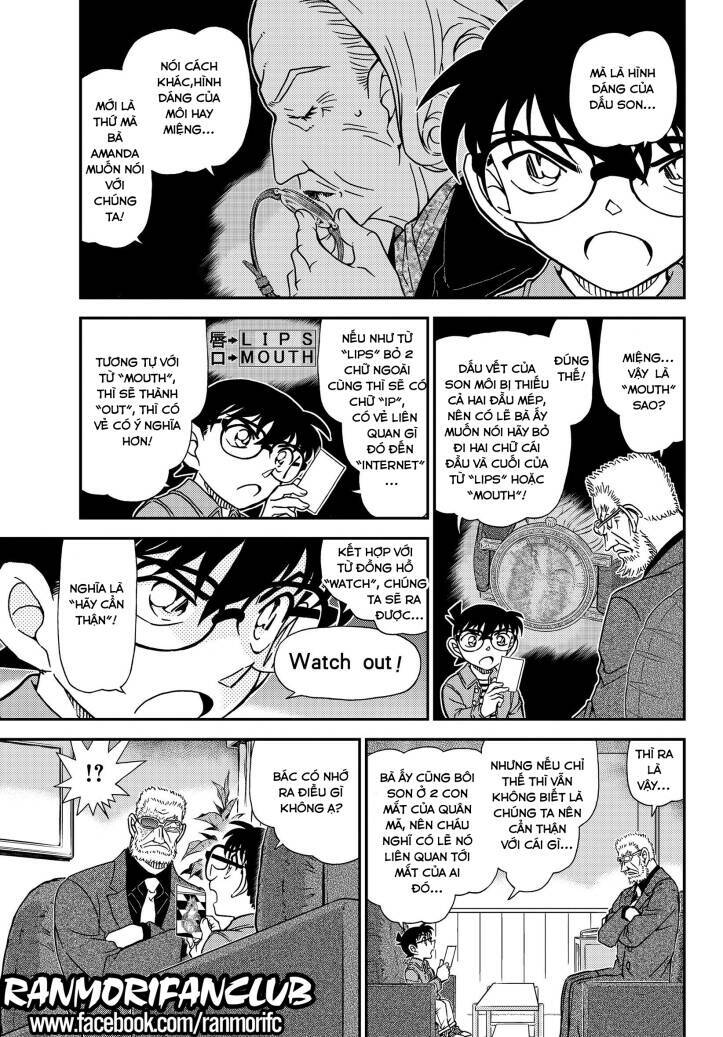 MÀ LÀ HÌNH
DÁNG CỦA
DẤU SON...
NÓI CÁCH
KHÁC,HÌNH
DÁNG CỦA
MÔI HAY
MIỆNG...
MỚI LÀ
THỨ MÀ
BÀ
AMANDA
MUỐN NÓI
VỚI
CHÚNG
TA!
MIỆNG...
VẬY LÀ
"MOUTH"
SAO?
ĐÚNG
THẾ!
DẤU VẾT CỦA
SON MÔI BỊ THIẾU
CẢ HAI ĐẦU MÉP,
NÊN CÓ LẼ BÀ ẤY
MUỐN NÓI HÃY BỎ
ĐI HAI CHỮ CÁI
ĐẦU VÀ CUỐI CỦA
TỪ "LIPS" HOẶC
"MOUTH"!
NẾU NHƯ TỪ
"LIPS" BỎ 2
CHỮ NGOÀI
CÙNG THÌ SẼ CÓ
CHỮ "IP",
CÓ VẺ LIÊN
QUAN GÌ
ĐÓ ĐẾN
"INTERNET"
...
唇→LIPS
口→MOUTH
TƯƠNG TỰ VỚI
TỪ "MOUTH",
THÌ SẼ THÀNH
"OUT", THÌ CÓ
VẺ CÓ Ý NGHĨA
HƠN!
KẾT HỢP VỚI
TỪ ĐỒNG HỒ
"WATCH", CHÚNG
TA SẼ RA
ĐƯỢC...
Watch out!
NGHĨA LÀ
"HÃY CẨN
THẬN"!
THÌ RA
LÀ
VẬY...
NHƯNG NẾU CHỈ
THẾ THÌ VẪN
KHÔNG BIẾT LÀ
CHÚNG TA NÊN
CẨN THẬN
VỚI CÁI GÌ...
BÀ ẤY CŨNG BÔI
SON Ở 2 CON
MẮT CỦA QUÂN
MÃ, NÊN CHÁU
NGHĨ CÓ LẼ NÓ
LIÊN QUAN TỚI
MẮT CỦA AI
ĐÓ...
BÁC CÓ NHỚ
RA ĐIỀU GÌ
KHÔNG Ạ?
!?
RANMORIFANCLUB
www.facebook.com/ranmorifc